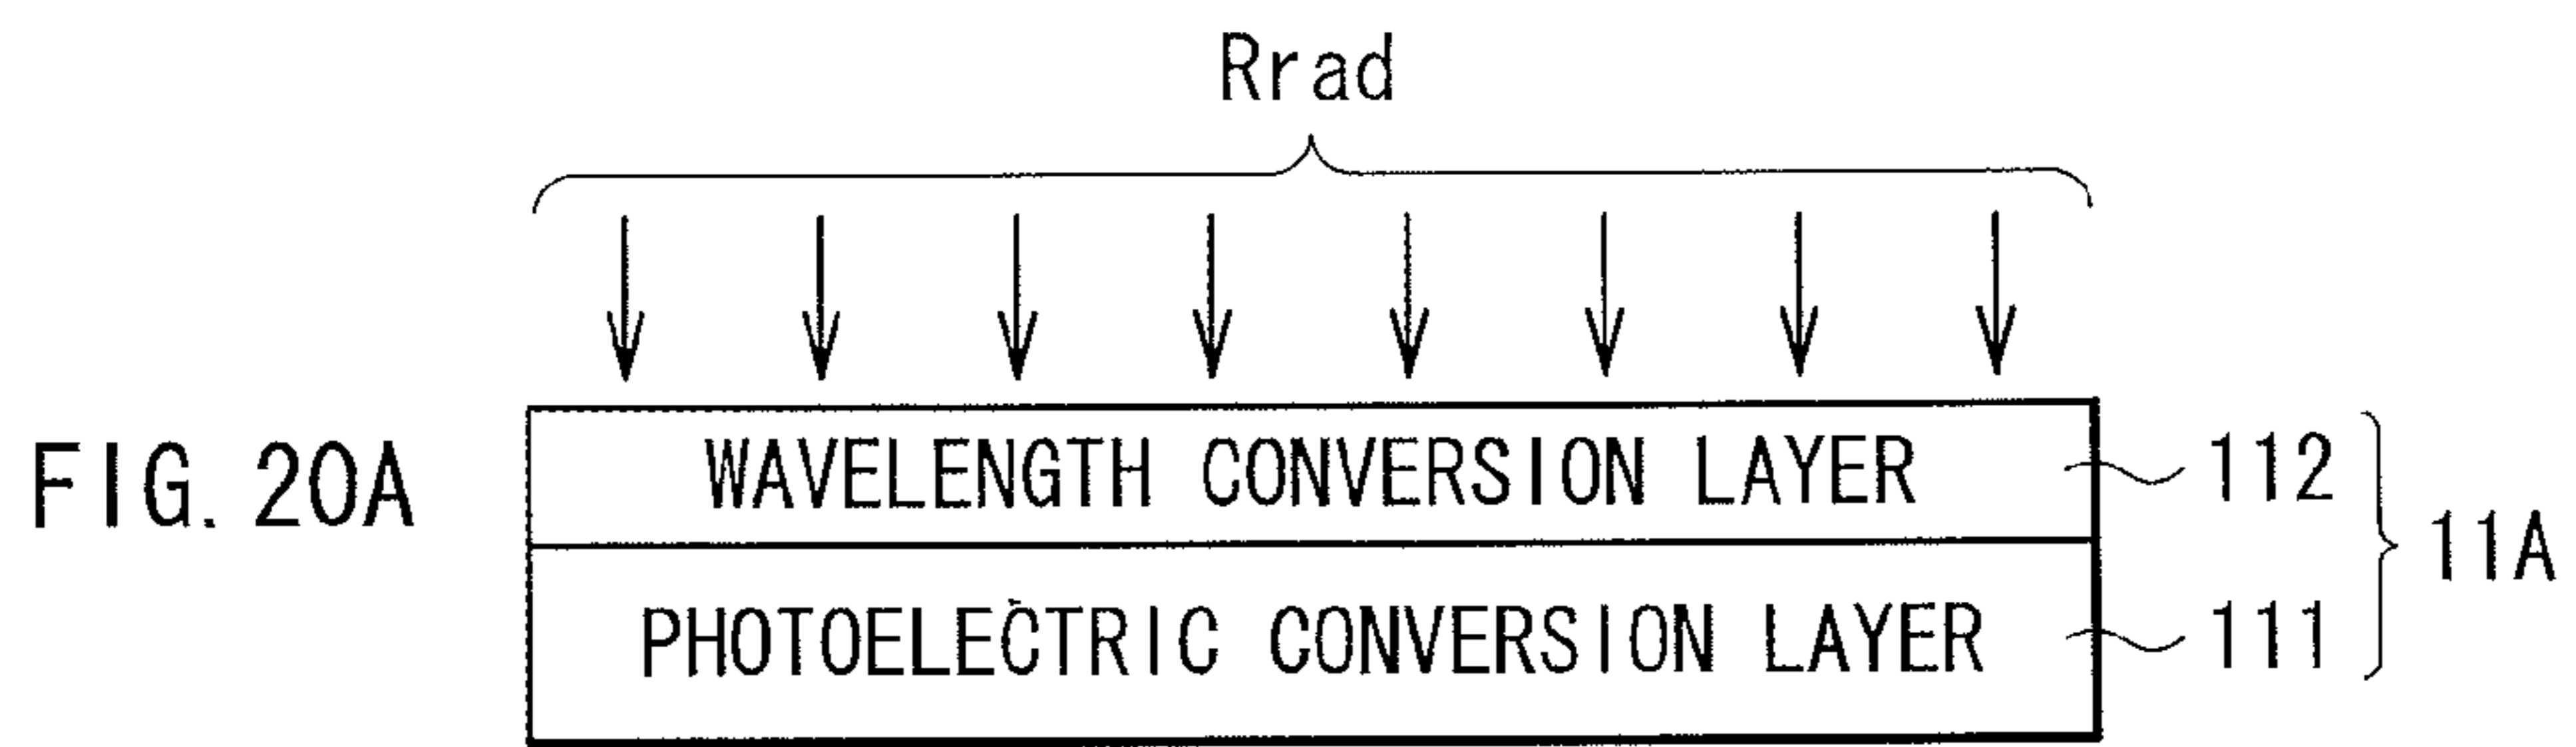 Rrad
FIG. 20A
WAVELENGTH CONVERSION LAYER
112
11A
PHOTOELECTRIC CONVERSION LAYER
111